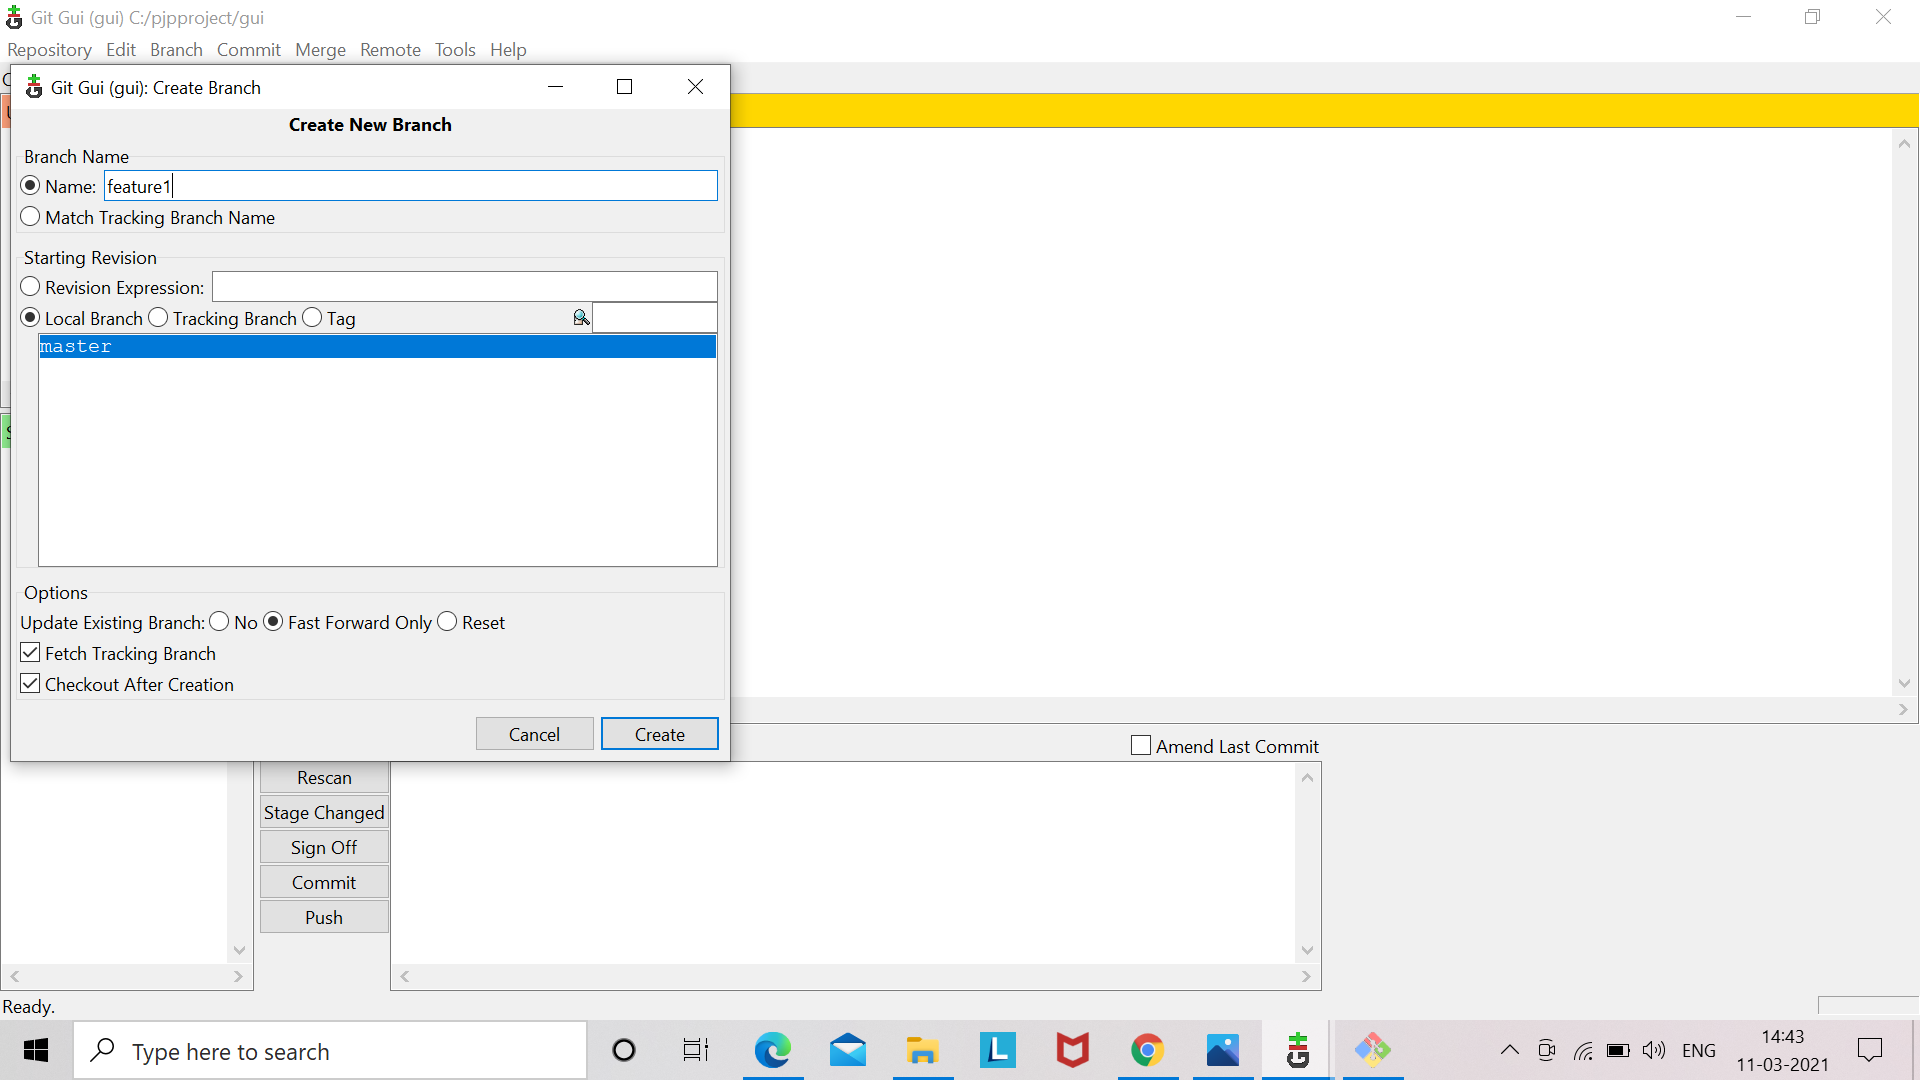 Git Gui (gui) C:/pjpproject/gui
Repository Edit Branch Commit Merge Remote Tools Help
Git Gui (gui): Create Branch
Create New Branch
Branch Name
Name: feature1
Match Tracking Branch Name
Starting Revision
Revision Expression:
Local Branch Tracking Branch Tag
master
Options
Update Existing Branch: No Fast Forward Only Reset
Fetch Tracking Branch
Checkout After Creation
Cancel Create
Amend Last Commit
Rescan
Stage Changed
Sign Off
Commit
Push
Ready.
Type here to search
L
ENG
14:43
11-03-2021